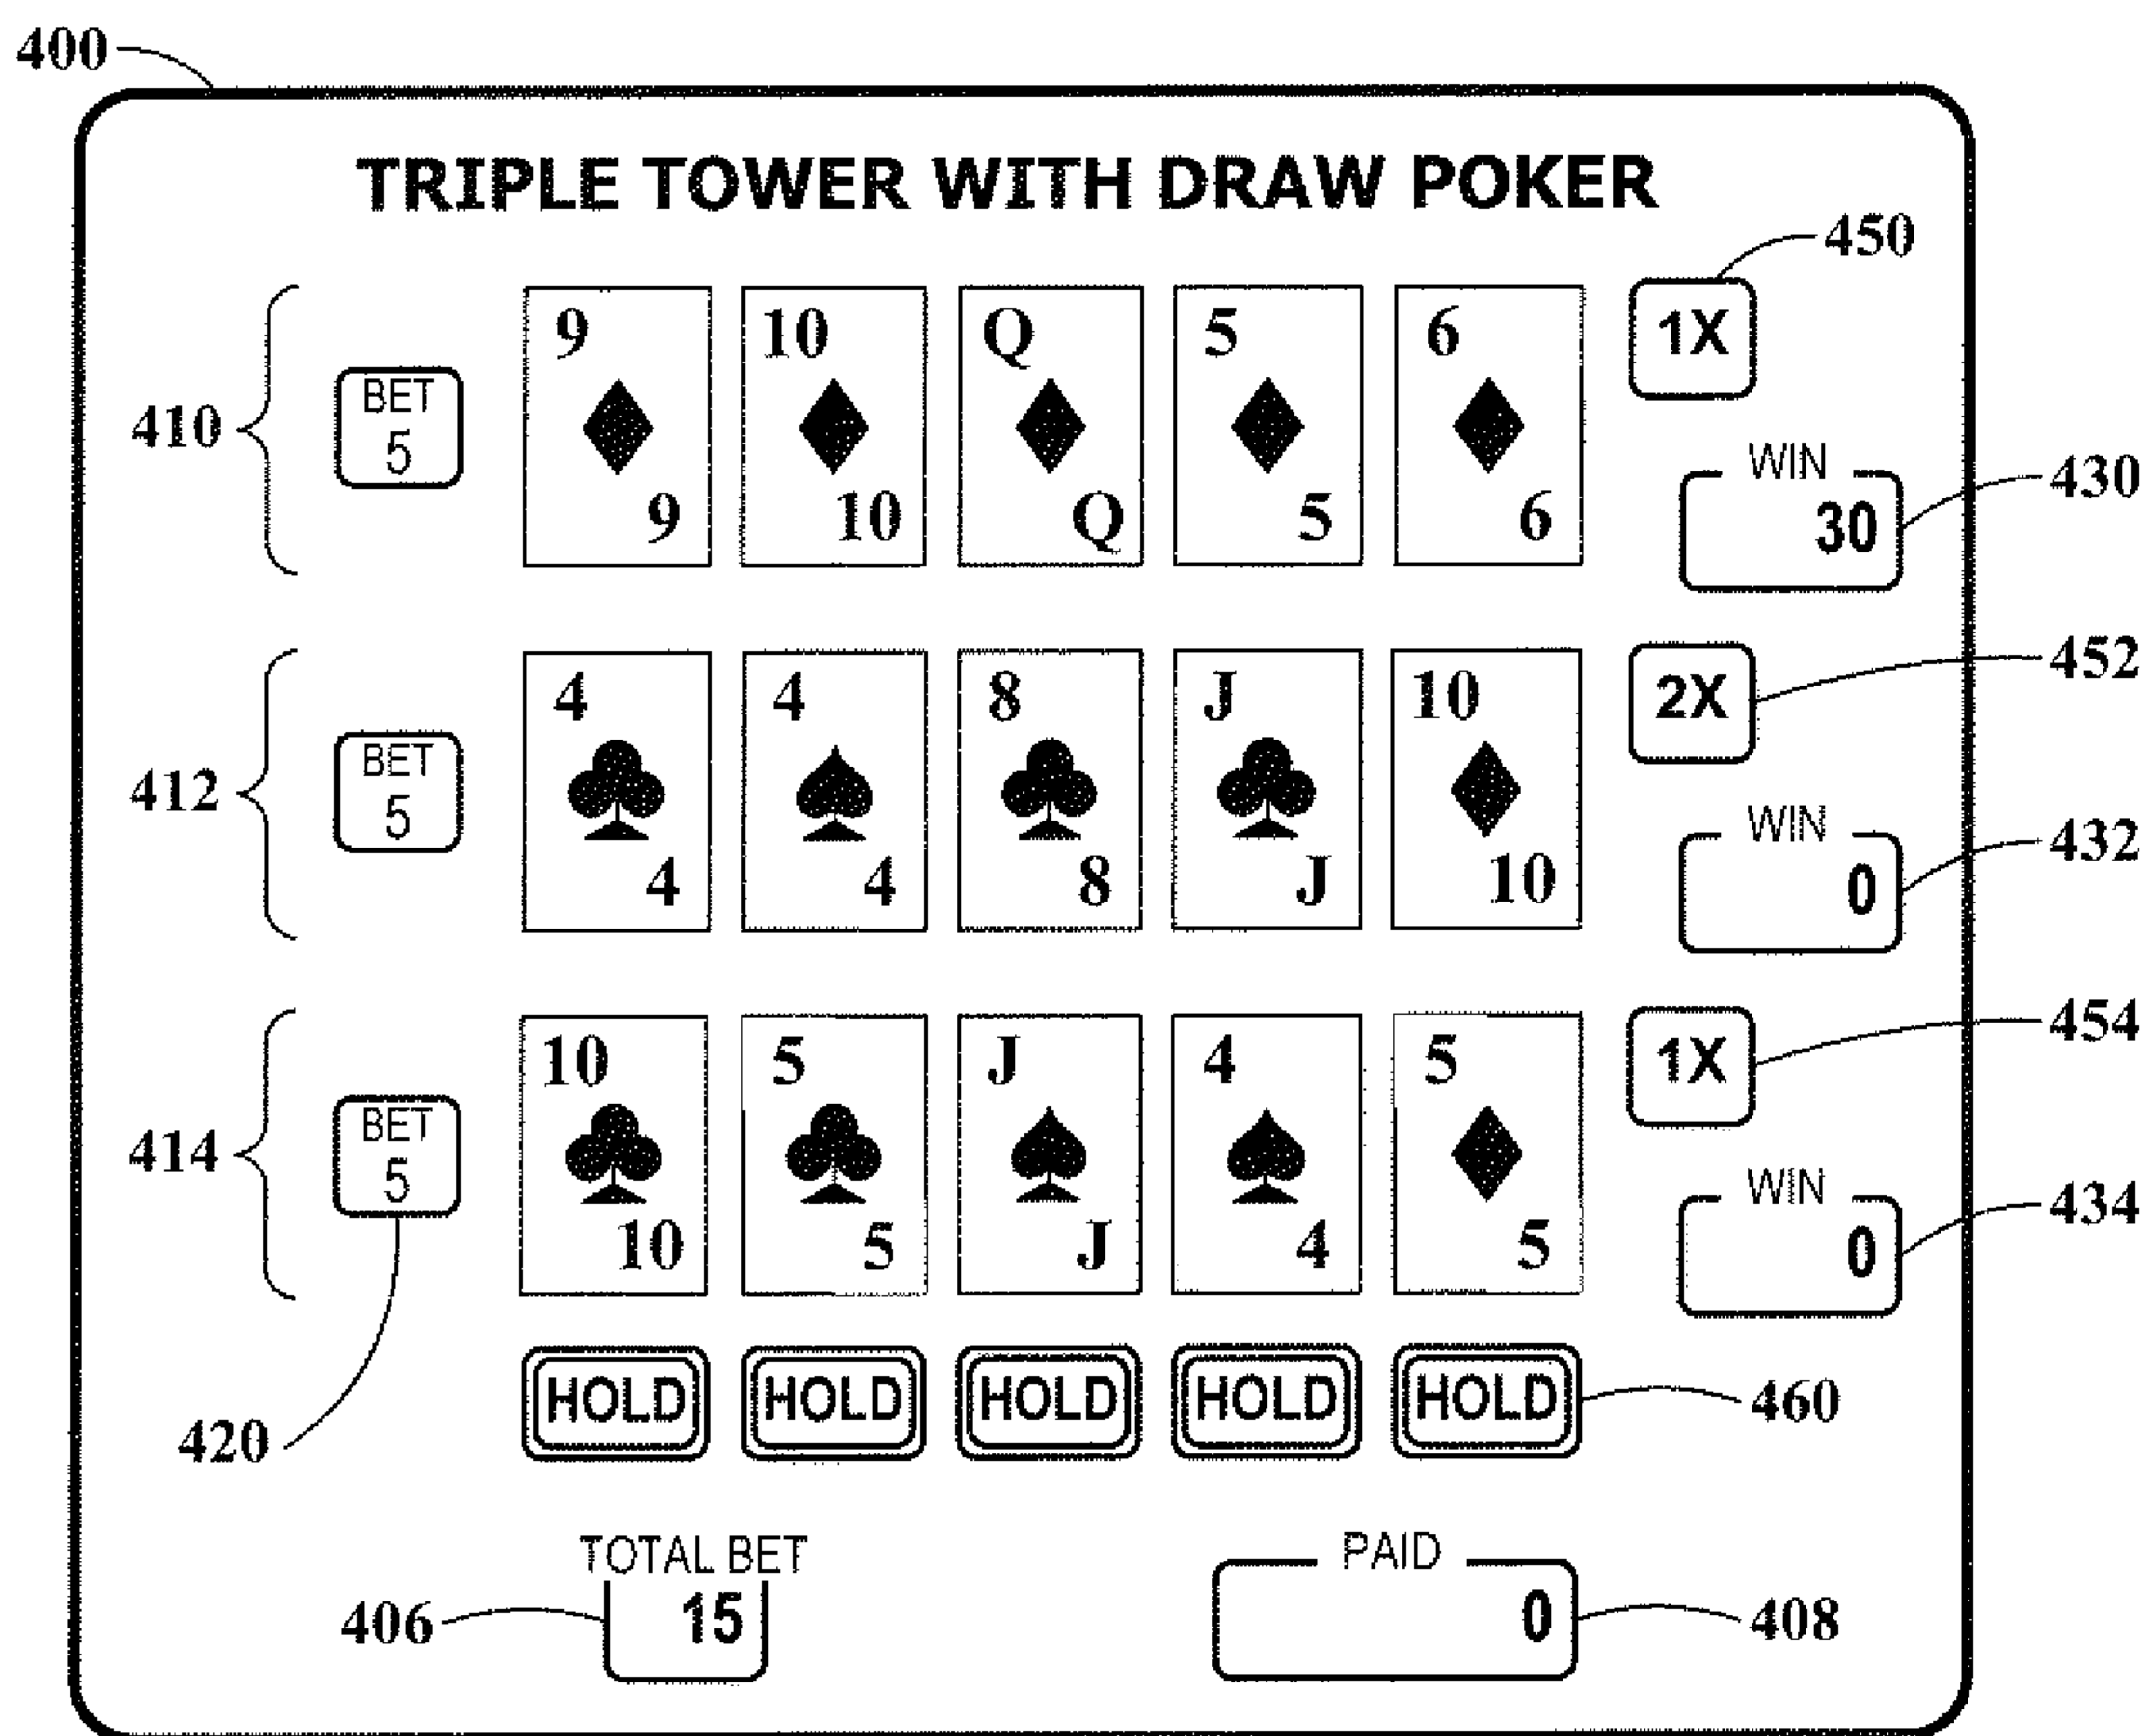 400
TRIPLE TOWER WITH DRAW POKER
450
9 10 Q 5 6 1X
410 BET
5
WIN
30 430
9 10 Q 5 6
4 4 8 J 10 2X 452
412 BET
5
WIN
0 432
4 4 8 J 10
10 5 J 4 5 1X 454
414 BET
5
WIN
0 434
10 5 J 4 5
HOLD HOLD HOLD HOLD HOLD 460
420
TOTAL BET PAID
406 15 0 408